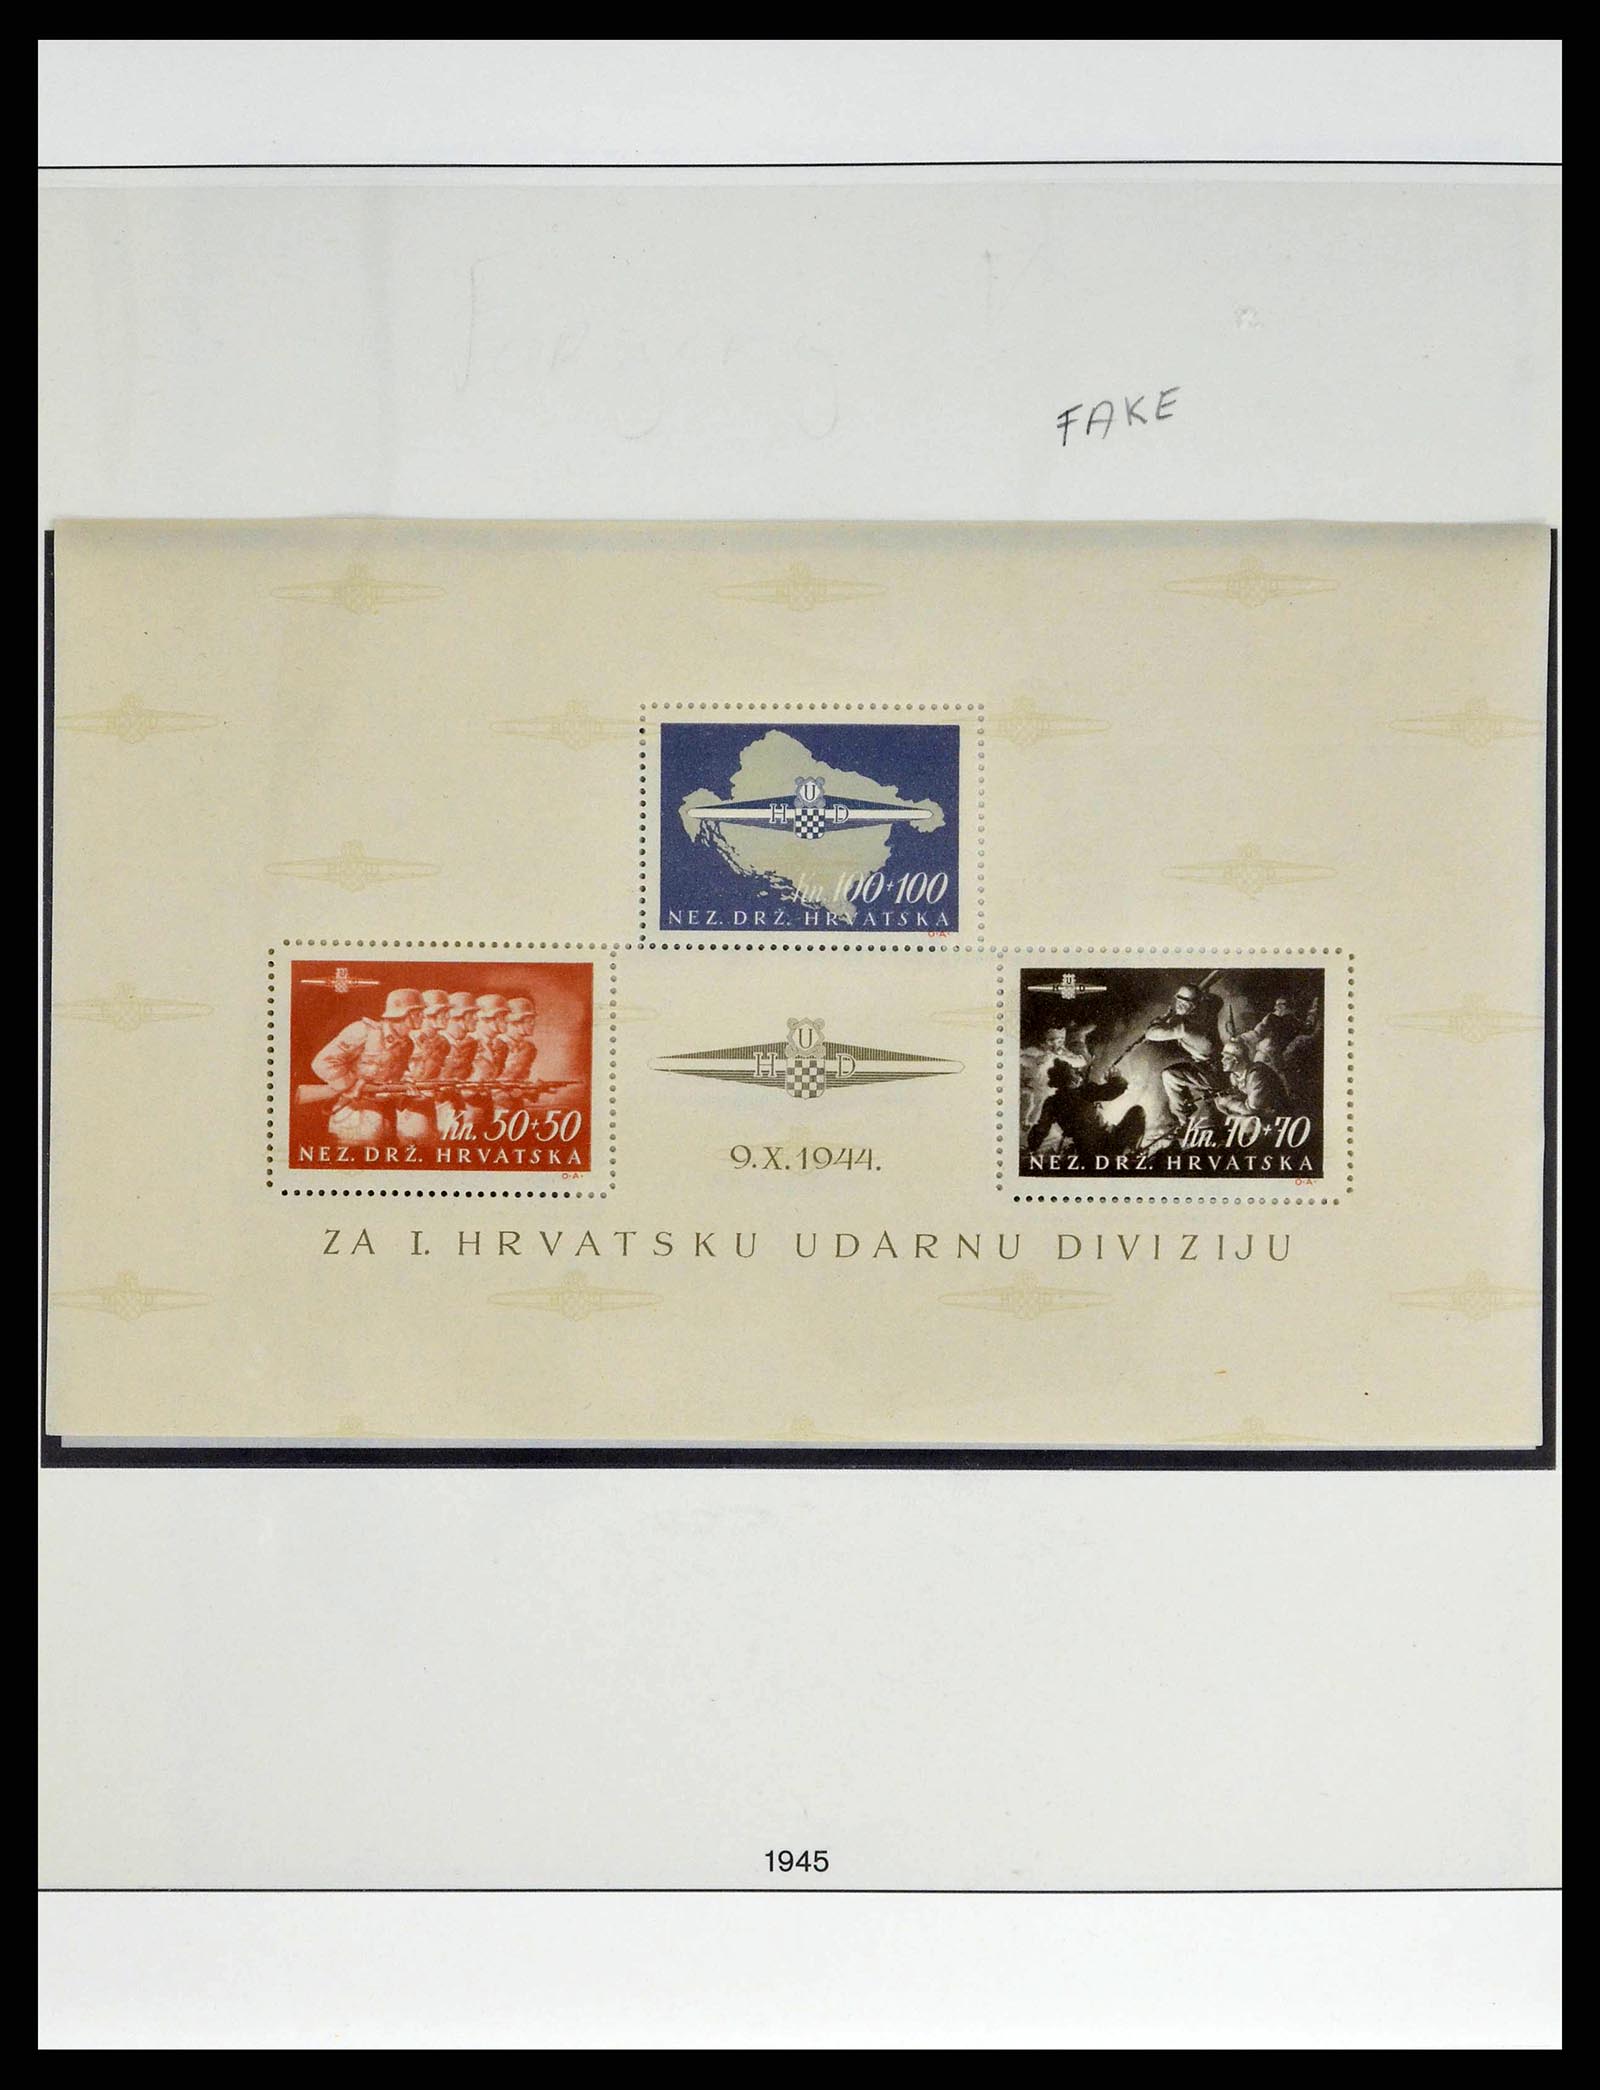 Forgery
FAKE
U
H D
Kn. 100+100
NEZ. DRŽ. HRVATSKA
O·A·
U
Kn. 50+50
NEZ. DRŽ. HRVATSKA
O·A·
U
H D
9.X.1944.
U
H D
Kn. 70+70
NEZ. DRŽ. HRVATSKA
O·A·
ZA I. HRVATSKU UDARNU DIVIZIJU
1945